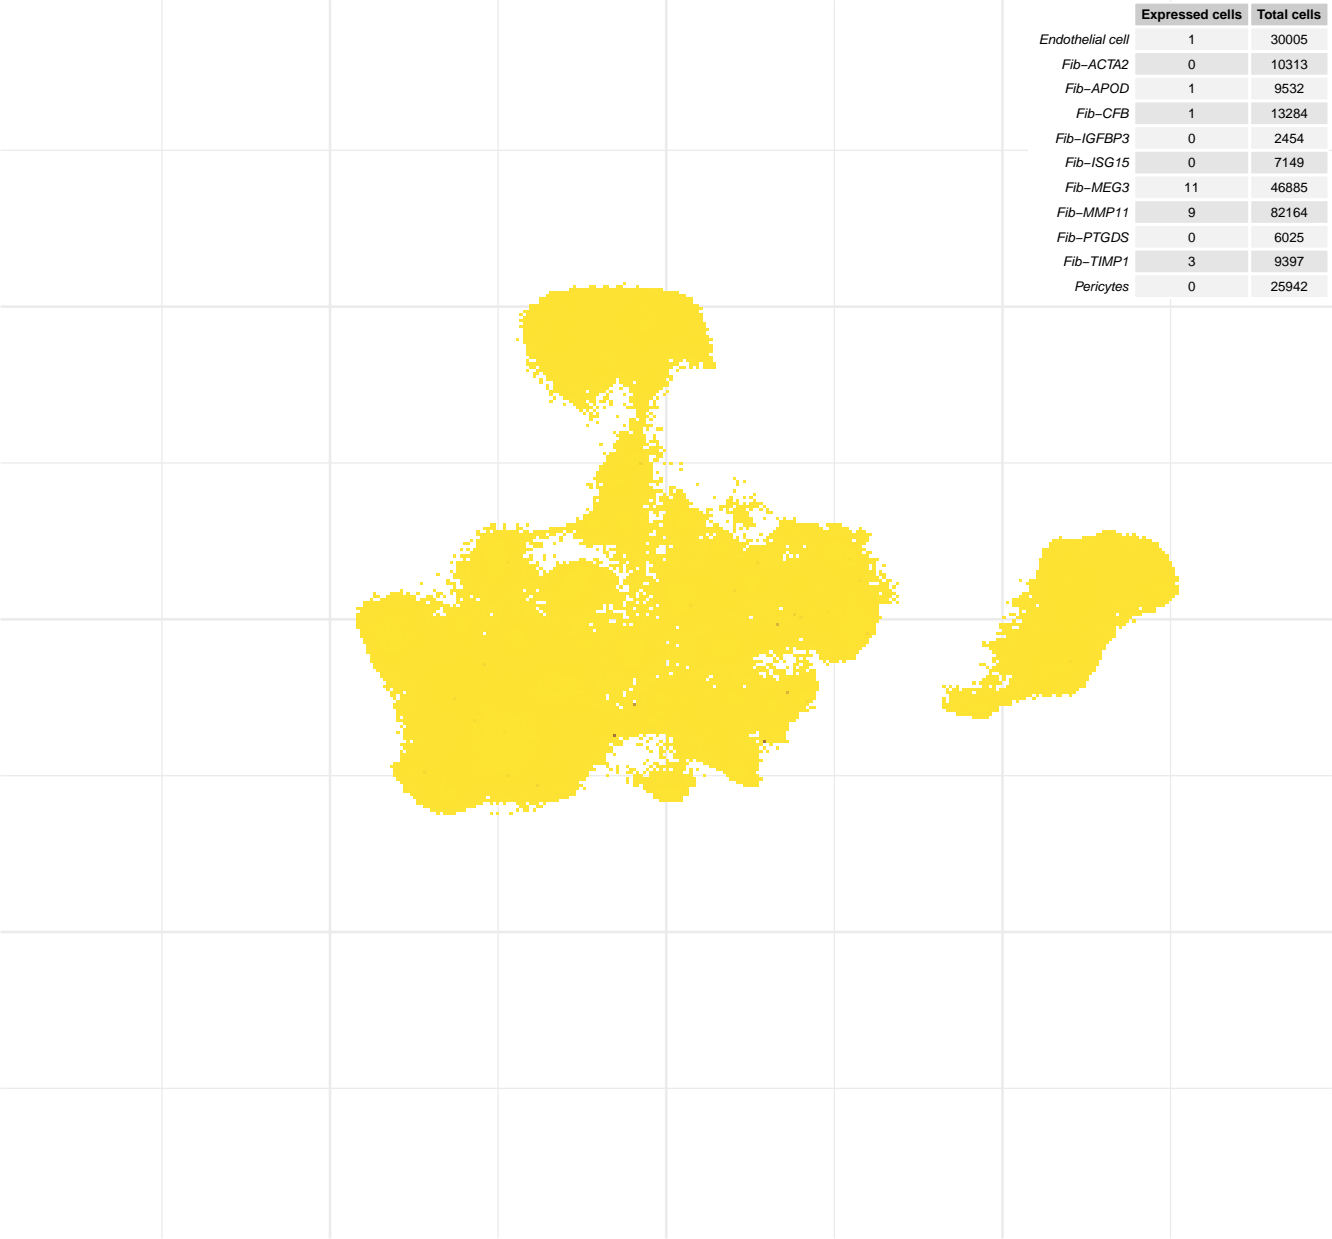 Expressed cells Total cells
Endothelial cell 1 30005
Fib−ACTA2 0 10313
Fib−APOD 1 9532
Fib−CFB 1 13284
Fib−IGFBP3 0 2454
Fib−ISG15 0 7149
Fib−MEG3 11 46885
Fib−MMP11 9 82164
Fib−PTGDS 0 6025
Fib−TIMP1 3 9397
Pericytes 0 25942